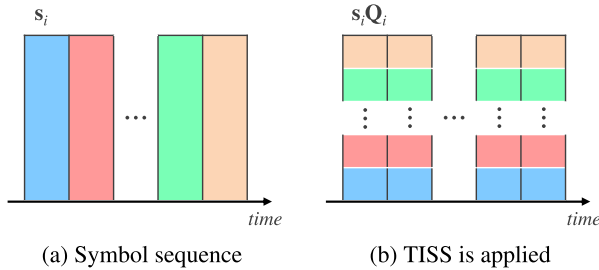 s_i
s_iQ_i
...
...
time
time
(a) Symbol sequence
(b) TISS is applied